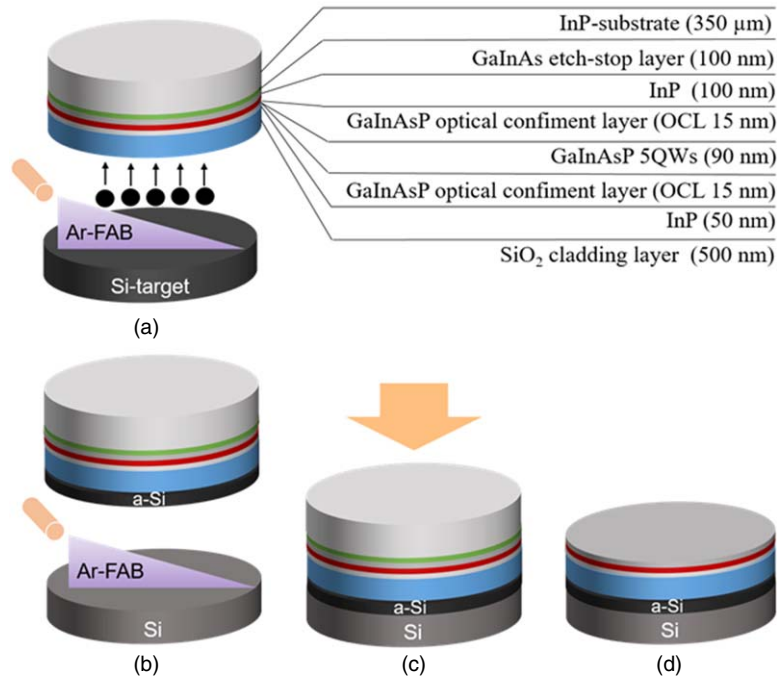 InP-substrate (350 µm)
GaInAs etch-stop layer (100 nm)
InP (100 nm)
GaInAsP optical confiment layer (OCL 15 nm)
GaInAsP 5QWs (90 nm)
GaInAsP optical confiment layer (OCL 15 nm)
InP (50 nm)
SiO₂ cladding layer (500 nm)
Ar-FAB
Si-target
(a)
a-Si
Ar-FAB
Si
(b)
a-Si
Si
(c)
a-Si
(d)